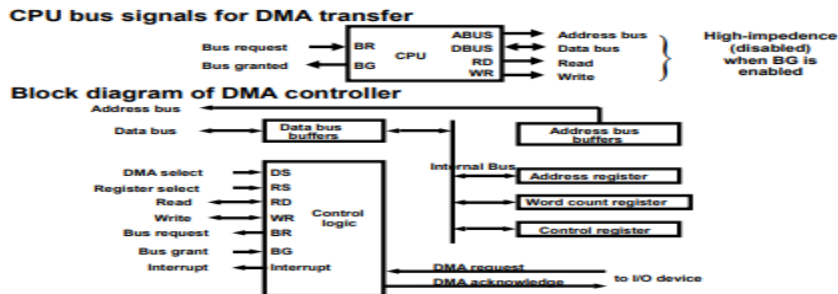 CPU bus signals for DMA transfer
Bus request
Bus granted
BR
BG
CPU
ABUS
DBUS
RD
WR
Address bus
Data bus
Read
Write
High-impedence
(disabled)
when BG is
enabled
Block diagram of DMA controller
Address bus
Data bus
Data bus
buffers
Address bus
buffers
Internal Bus
DMA select
Register select
Read
Write
Bus request
Bus grant
Interrupt
DS
RS
RD
WR
BR
BG
Interrupt
Control
logic
Address register
Word count register
Control register
DMA request
DMA acknowledge
to I/O device